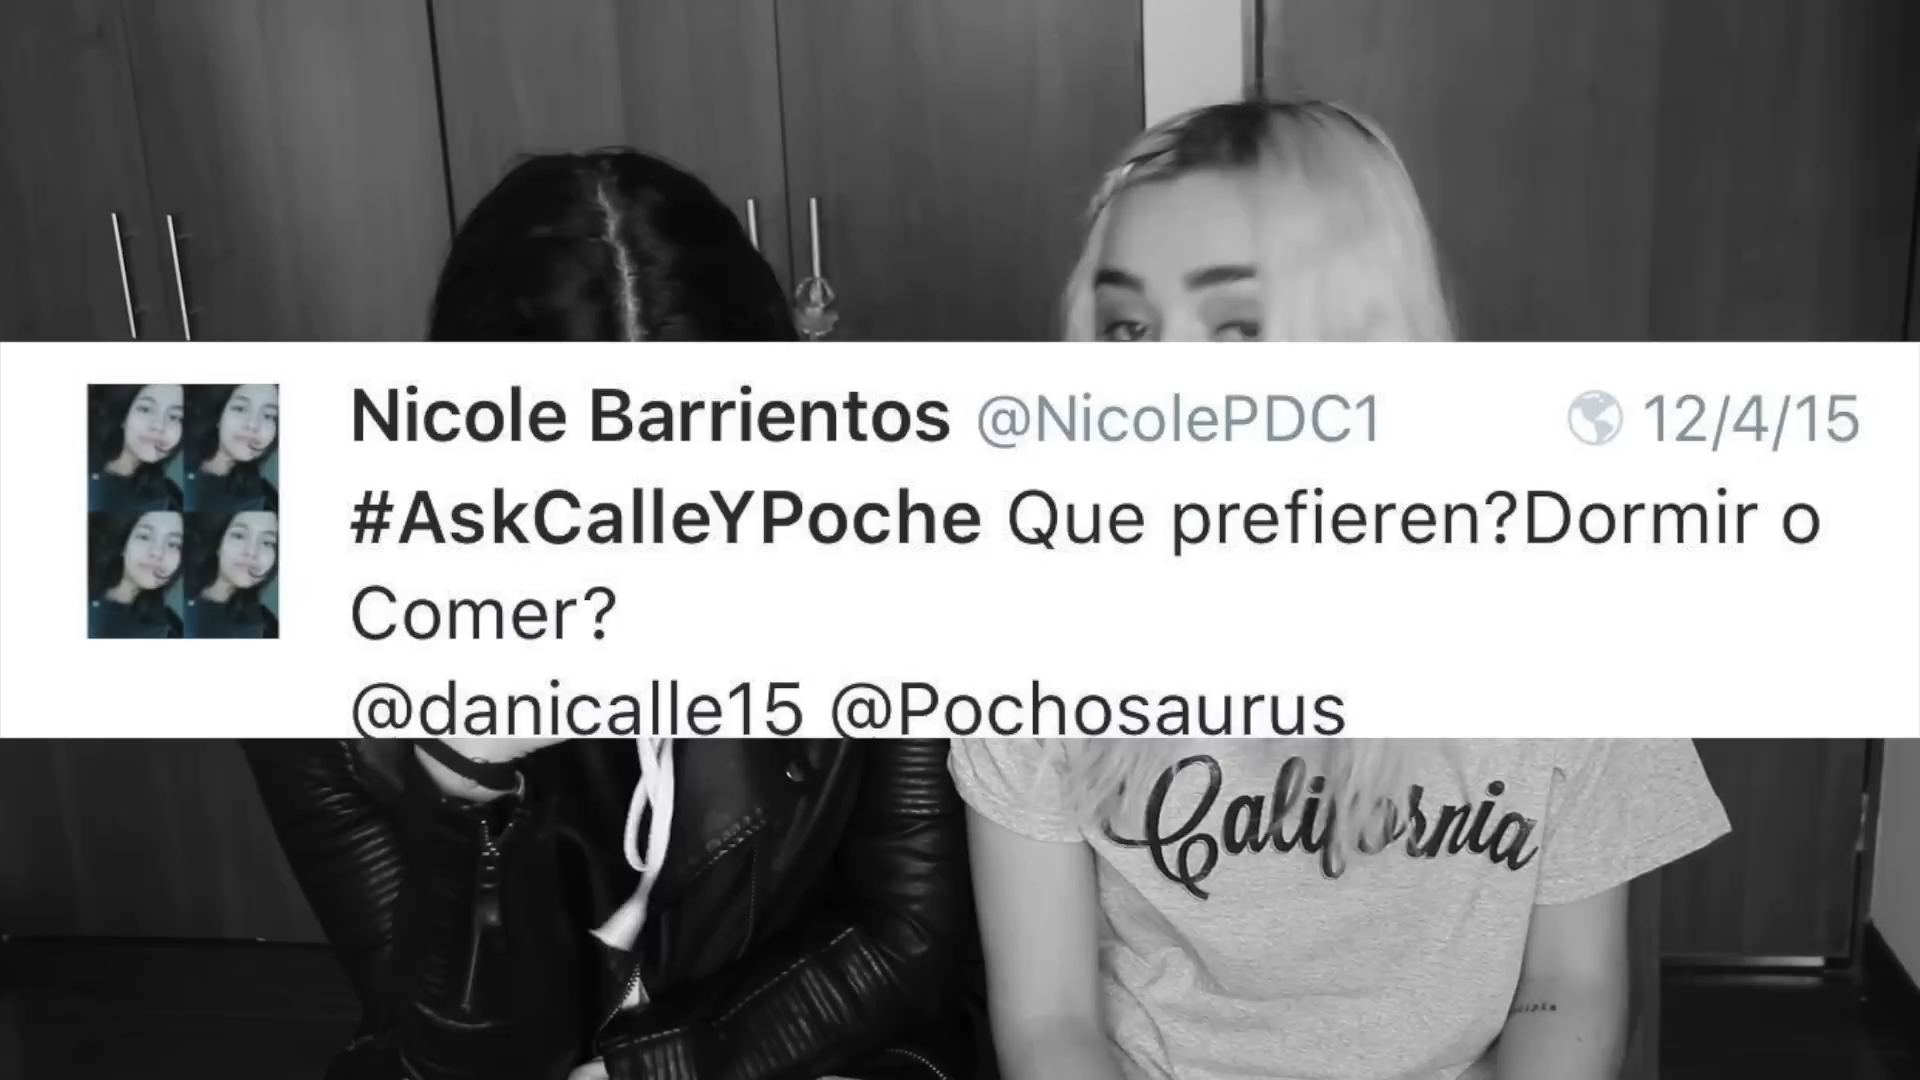 Nicole Barrientos @NicolePDC1 12/4/15
#AskCalleYPoche Que prefieren?Dormir o
Comer?
@danicalle15 @Pochosaurus
California